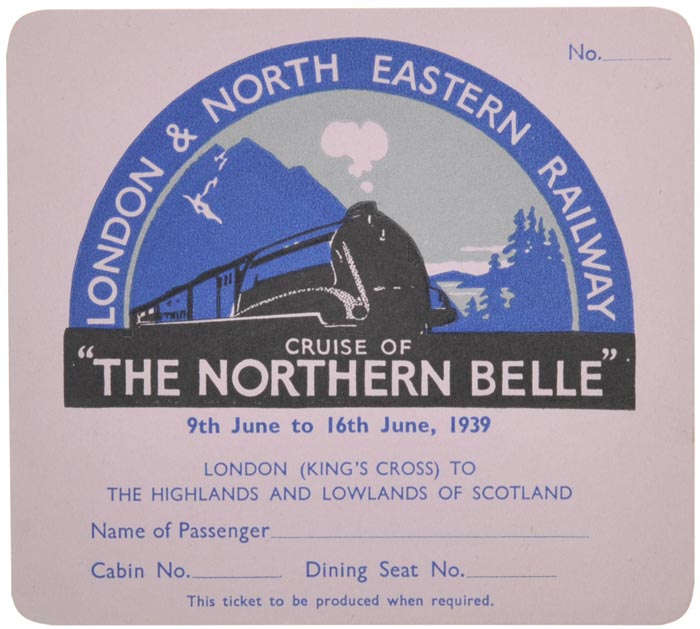 No.
LONDON & NORTH EASTERN RAILWAY
CRUISE OF
"THE NORTHERN BELLE"
9th June to 16th June, 1939
LONDON (KING'S CROSS) TO
THE HIGHLANDS AND LOWLANDS OF SCOTLAND
Name of Passenger
Cabin No. Dining Seat No.
This ticket to be produced when required.